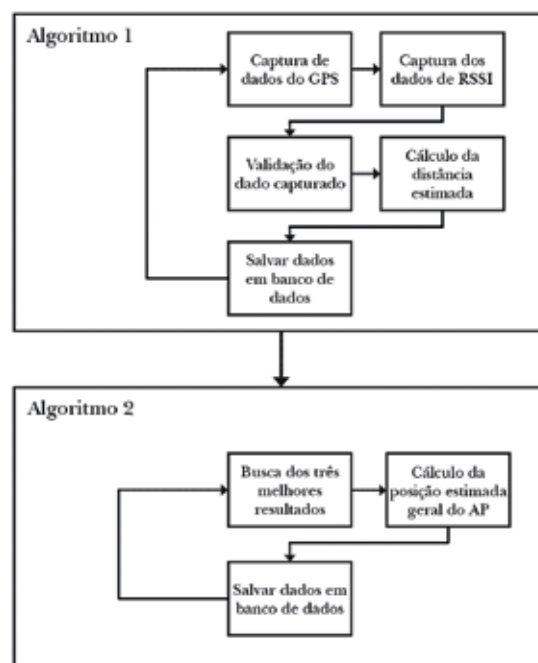 Algoritmo 1
Captura de
dados do GPS
Captura dos
dados de RSSI
Validação do
dado capturado
Cálculo da
distância
estimada
Salvar dados
em banco de
dados
Algoritmo 2
Busca dos três
melhores
resultados
Cálculo da
posição estimada
geral do AP
Salvar dados em
banco de dados